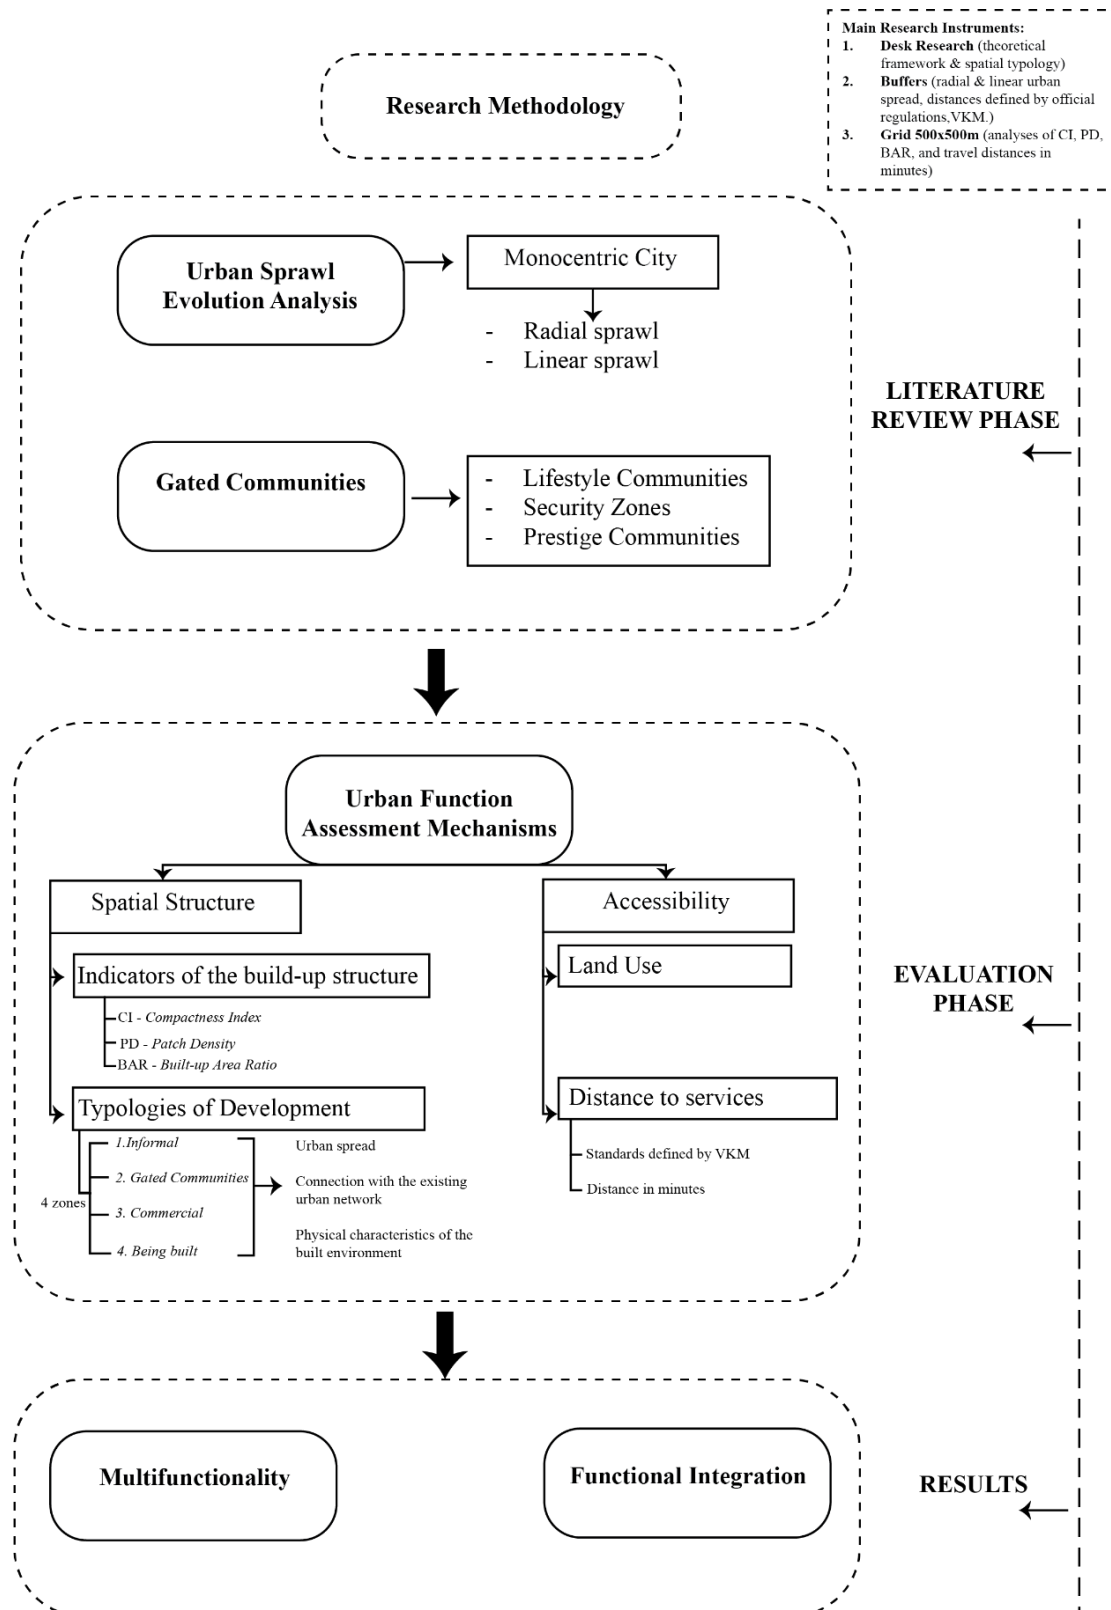 Main Research Instruments:
1. Desk Research (theoretical
framework & spatial typology)
2. Buffers (radial & linear urban
spread, distances defined by official
regulations,VKM.)
3. Grid 500x500m (analyses of CI, PD,
BAR, and travel distances in
minutes)
Research Methodology
Urban Sprawl
Evolution Analysis
Monocentric City
- Radial sprawl
- Linear sprawl
LITERATURE
REVIEW PHASE
Gated Communities
- Lifestyle Communities
- Security Zones
- Prestige Communities
Urban Function
Assessment Mechanisms
Spatial Structure
Indicators of the build-up structure
CI - Compactness Index
PD - Patch Density
BAR - Built-up Area Ratio
Typologies of Development
4 zones
1.Informal
2. Gated Communities
3. Commercial
4. Being built
Urban spread
Connection with the existing
urban network
Physical characteristics of the
built environment
Accessibility
Land Use
Distance to services
Standards defined by VKM
Distance in minutes
EVALUATION
PHASE
Multifunctionality
Functional Integration
RESULTS